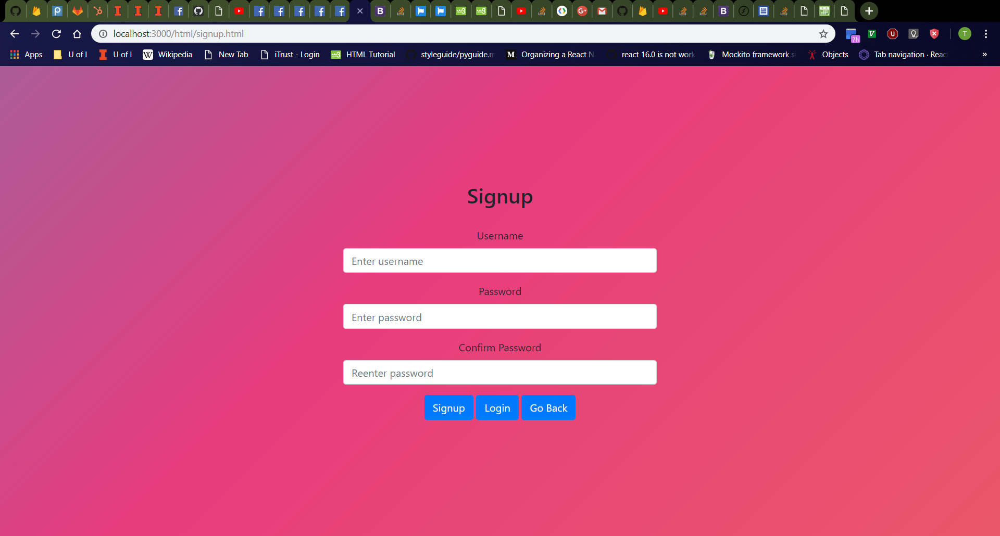 localhost:3000/html/signup.html
7h
T
Apps
U of I
U of I
Wikipedia
New Tab
iTrust - Login
HTML Tutorial
styleguide/pyguide.m
Organizing a React N
react 16.0 is not work
Mockito framework si
Objects
Tab navigation · Reac
»
Signup
Username
Enter username
Password
Enter password
Confirm Password
Reenter password
Signup Login Go Back